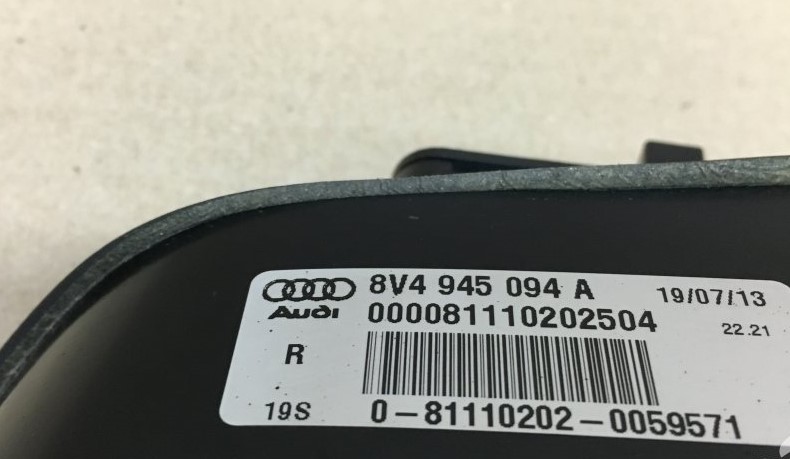 8V4 945 094 A 19/07/13
Audi 000081110202504 22.21
R
19S 0-81110202-0059571